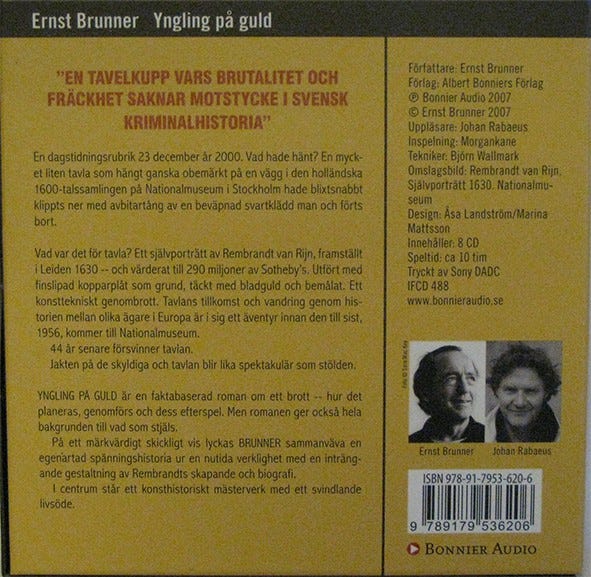 Ernst Brunner Yngling på guld
"EN TAVELKUPP VARS BRUTALITET OCH
FRÄCKHET SAKNAR MOTSTYCKE I SVENSK
KRIMINALHISTORIA"
En dagstidningsrubrik 23 december år 2000. Vad hade hänt? En myck-
et liten tavla som hängt ganska obemärkt på en vägg i den holländska
1600-talssamlingen på Nationalmuseum i Stockholm hade blixtsnabbt
klippts ner med avbitartång av en beväpnad svartklädd man och förts
bort.
Vad var det för tavla? Ett självporträtt av Rembrandt van Rijn, framställt
i Leiden 1630 -- och värderat till 290 miljoner av Sotheby's. Utfört med
finslipad kopparplåt som grund, täckt med bladguld och bemålat. Ett
konsttekniskt genombrott. Tavlans tillkomst och vandring genom his-
torien mellan olika ägare i Europa är i sig ett äventyr innan den till sist,
1956, kommer till Nationalmuseum.
44 år senare försvinner tavlan.
Jakten på de skyldiga och tavlan blir lika spektakulär som stölden.
YNGLING PÅ GULD är en faktabaserad roman om ett brott -- hur det
planeras, genomförs och dess efterspel. Men romanen ger också hela
bakgrunden till vad som stjäls.
På ett märkvärdigt skickligt vis lyckas BRUNNER sammanväva en
egenartad spänningshistoria ur en nutida verklighet med en inträng-
ande gestaltning av Rembrandts skapande och biografi.
I centrum står ett konsthistoriskt mästerverk med ett svindlande
livsöde.
Författare: Ernst Brunner
Förlag: Albert Bonniers Förlag
℗ Bonnier Audio 2007
© Ernst Brunner 2007
Uppläsare: Johan Rabaeus
Inspelning: Morgankane
Tekniker: Björn Wallmark
Omslagsbild: Rembrandt van Rijn,
Självporträtt 1630. Nationalmu-
seum
Design: Åsa Landström/Marina
Mattsson
Innehåller: 8 CD
Speltid: ca 10 tim
Tryckt av Sony DADC
IFCD 488
www.bonnieraudio.se
Ernst Brunner Johan Rabaeus
ISBN 978-91-7953-620-6
9 789179 536206
BONNIER AUDIO